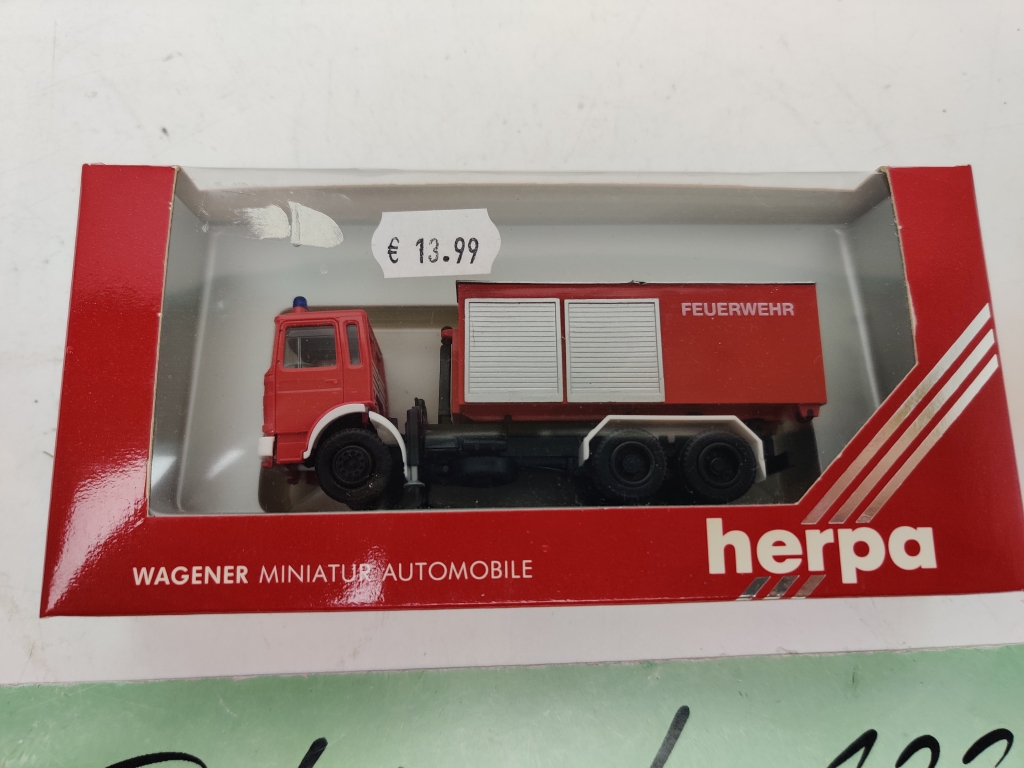 € 13.99
FEUERWEHR
WAGENER MINIATUR AUTOMOBILE
herpa